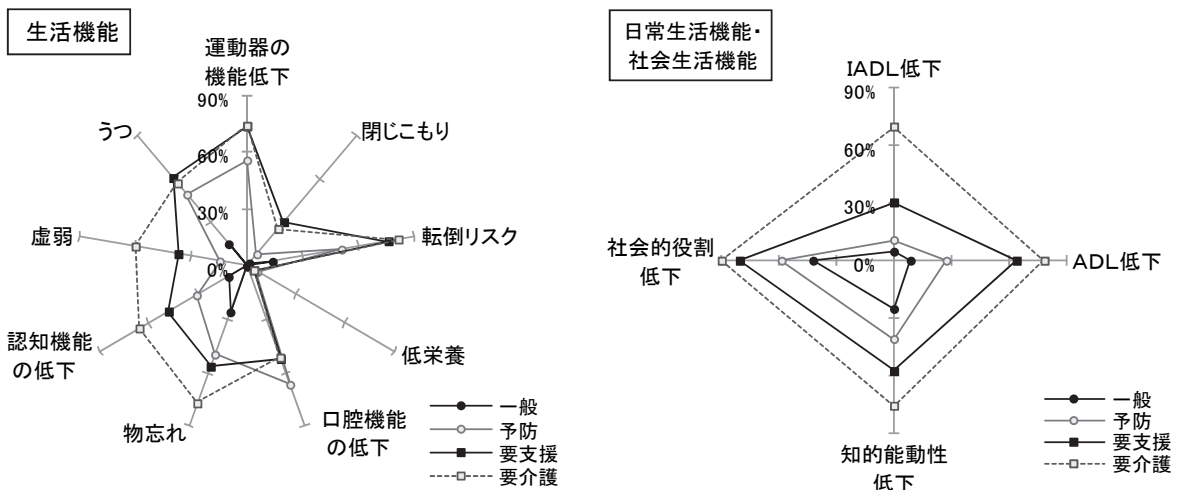 生活機能
運動器の
機能低下
90%
60%
30%
0%
閉じこもり
転倒リスク
低栄養
口腔機能
の低下
物忘れ
認知機能
の低下
虚弱
うつ
一般
予防
要支援
要介護
日常生活機能・
社会生活機能
IADL低下
90%
60%
30%
0%
ADL低下
知的能動性
低下
社会的役割
低下
一般
予防
要支援
要介護